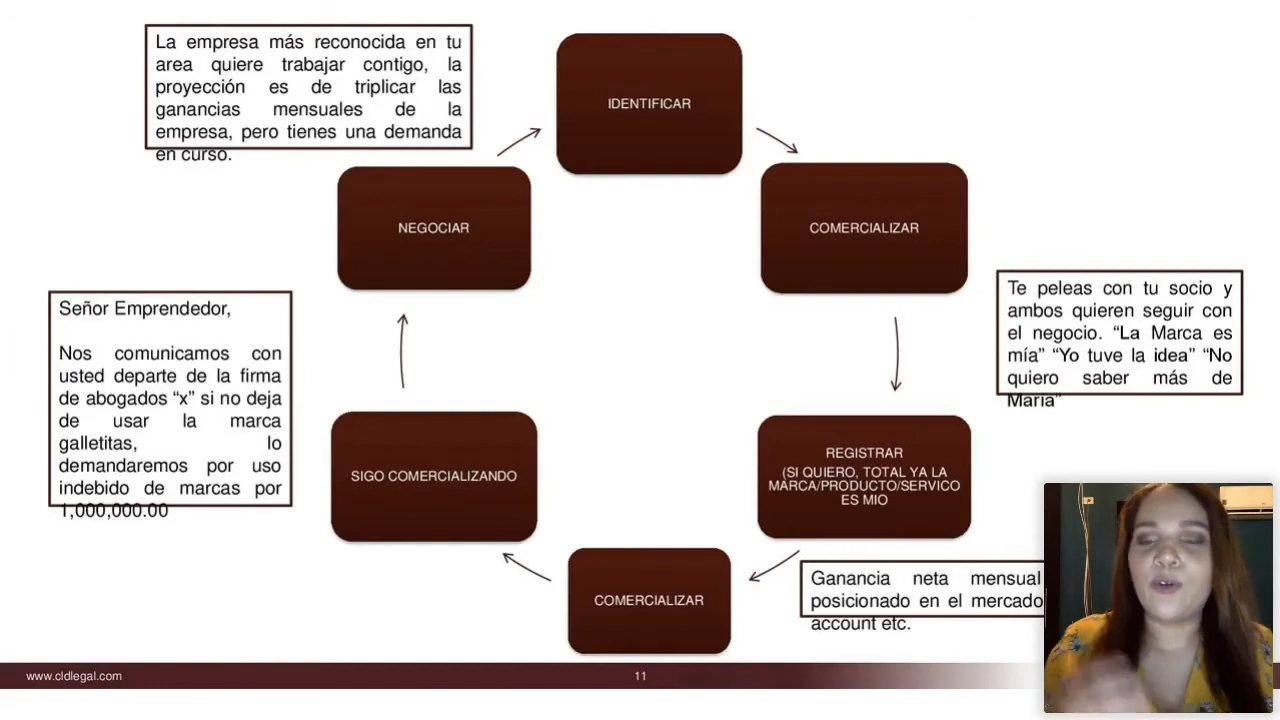 La empresa más reconocida en tu
area quiere trabajar contigo, la
proyección es de triplicar las
ganancias mensuales de la
empresa, pero tienes una demanda
en curso.
IDENTIFICAR
NEGOCIAR
COMERCIALIZAR
Te peleas con tu socio y
ambos quieren seguir con
el negocio. “La Marca es
mía” “Yo tuve la idea” “No
quiero saber más de
María”
Señor Emprendedor,
Nos comunicamos con
usted departe de la firma
de abogados “x” si no deja
de usar la marca
galletitas, lo
demandaremos por uso
indebido de marcas por
1,000,000.00
SIGO COMERCIALIZANDO
REGISTRAR
(SI QUIERO, TOTAL YA LA
MARCA/PRODUCTO/SERVICO
ES MIO
COMERCIALIZAR
Ganancia neta mensual
posicionado en el mercado
account etc.
www.cldlegal.com
11